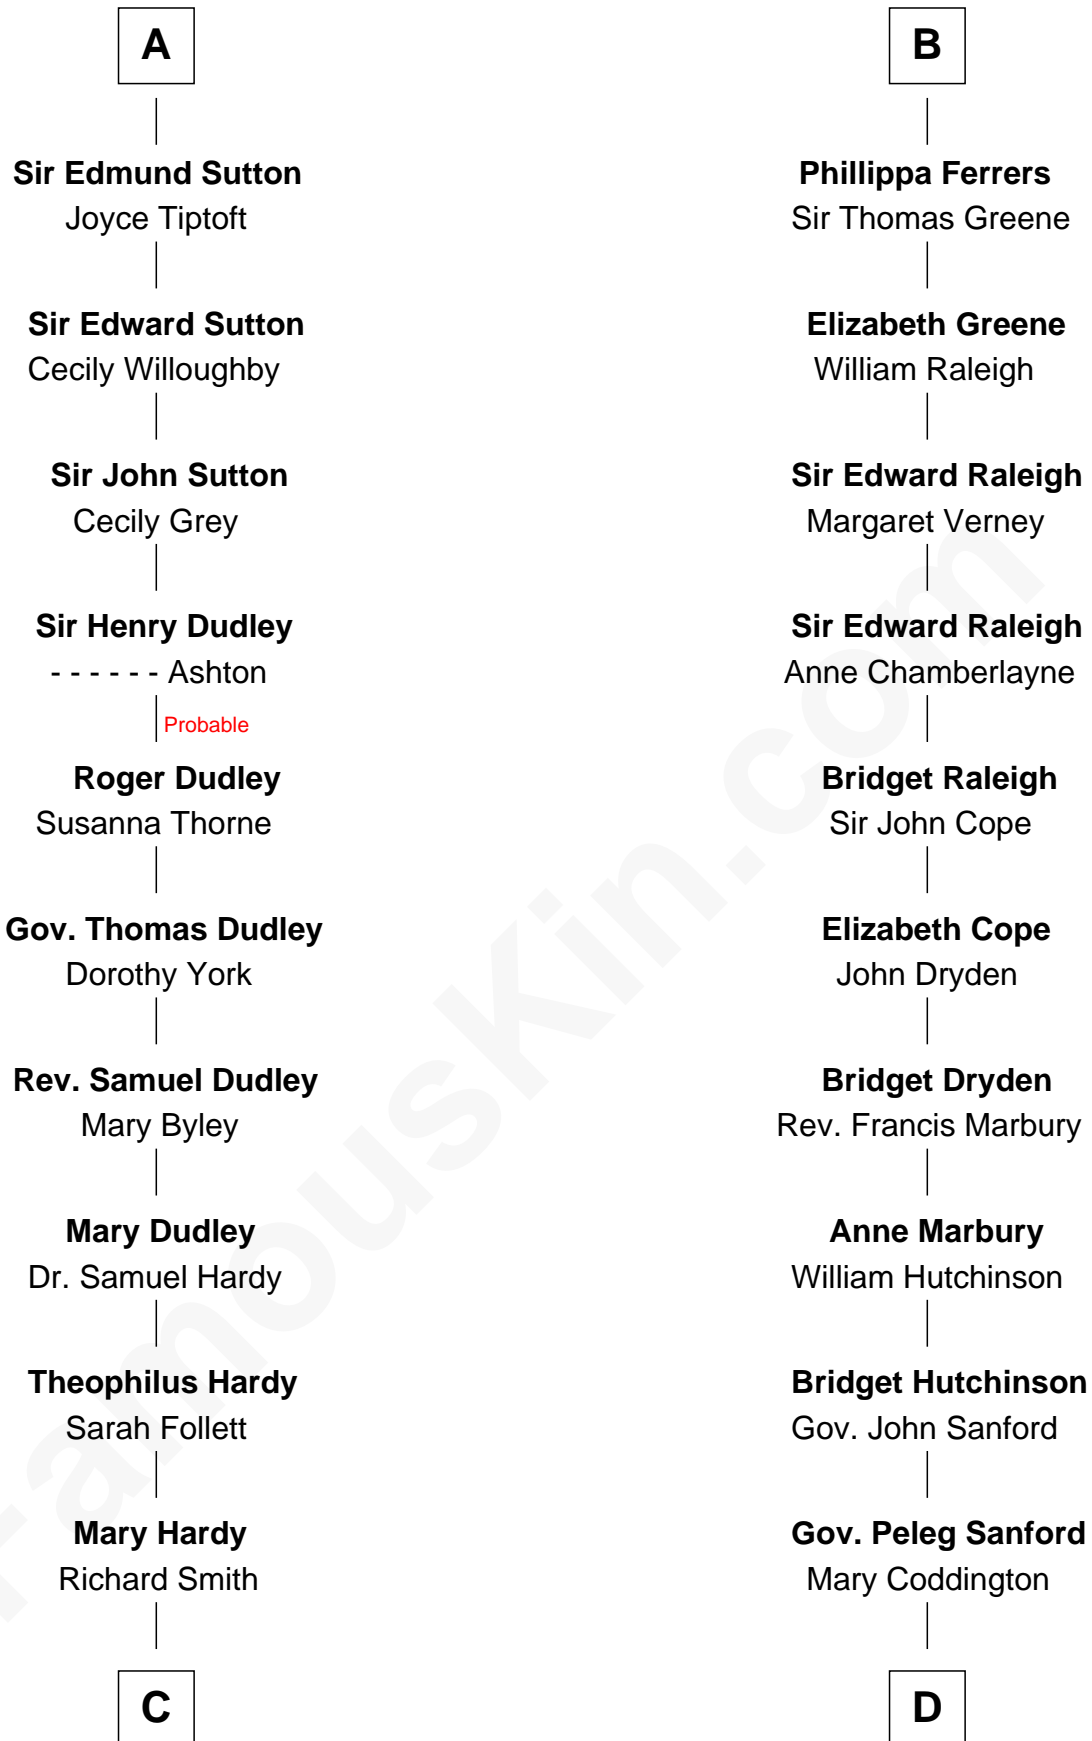 A
Sir Edmund Sutton
Joyce Tiptoft
Sir Edward Sutton
Cecily Willoughby
Sir John Sutton
Cecily Grey
Sir Henry Dudley
- - - - - - Ashton
Probable
Roger Dudley
Susanna Thorne
Gov. Thomas Dudley
Dorothy York
Rev. Samuel Dudley
Mary Byley
Mary Dudley
Dr. Samuel Hardy
Theophilus Hardy
Sarah Follett
Mary Hardy
Richard Smith
C
B
Phillippa Ferrers
Sir Thomas Greene
Elizabeth Greene
William Raleigh
Sir Edward Raleigh
Margaret Verney
Sir Edward Raleigh
Anne Chamberlayne
Bridget Raleigh
Sir John Cope
Elizabeth Cope
John Dryden
Bridget Dryden
Rev. Francis Marbury
Anne Marbury
William Hutchinson
Bridget Hutchinson
Gov. John Sanford
Gov. Peleg Sanford
Mary Coddington
D
FamousKin.com